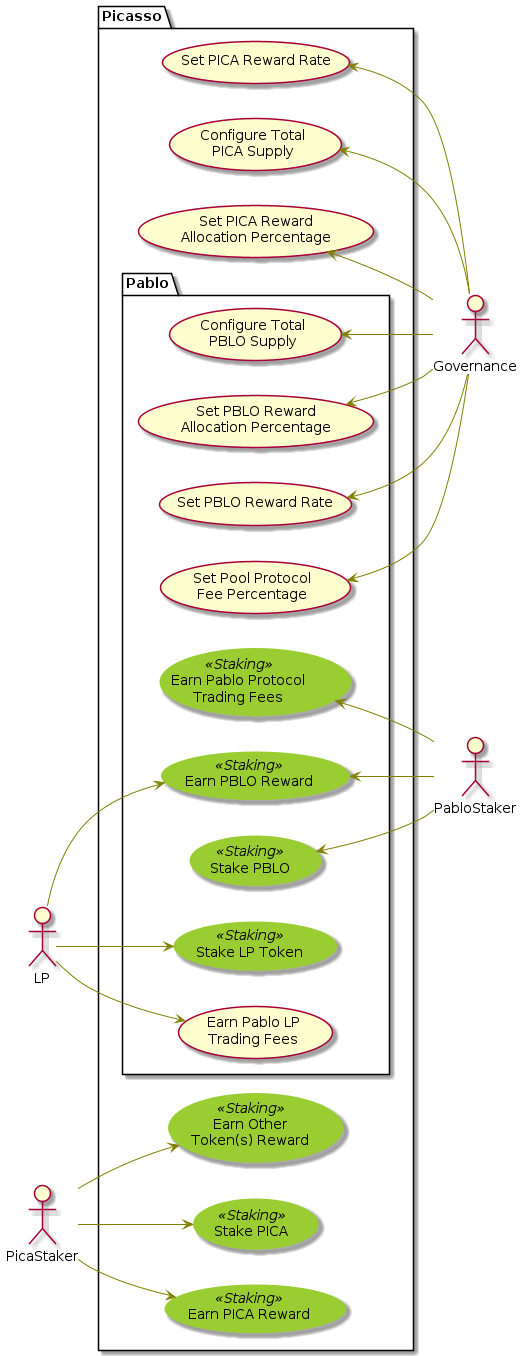 Picasso
Set PICA Reward Rate
Configure Total
PICA Supply
Set PICA Reward
Allocation Percentage
Pablo
Configure Total
PBLO Supply
Governance
Set PBLO Reward
Allocation Percentage
Set PBLO Reward Rate
Set Pool Protocol
Fee Percentage
«Staking»
Earn Pablo Protocol
Trading Fees
«Staking»
Earn PBLO Reward
PabloStaker
«Staking»
Stake PBLO
«Staking»
Stake LP Token
LP
Earn Pablo LP
Trading Fees
«Staking»
Earn Other
Token(s) Reward
«Staking»
Stake PICA
PicaStaker
«Staking»
Earn PICA Reward